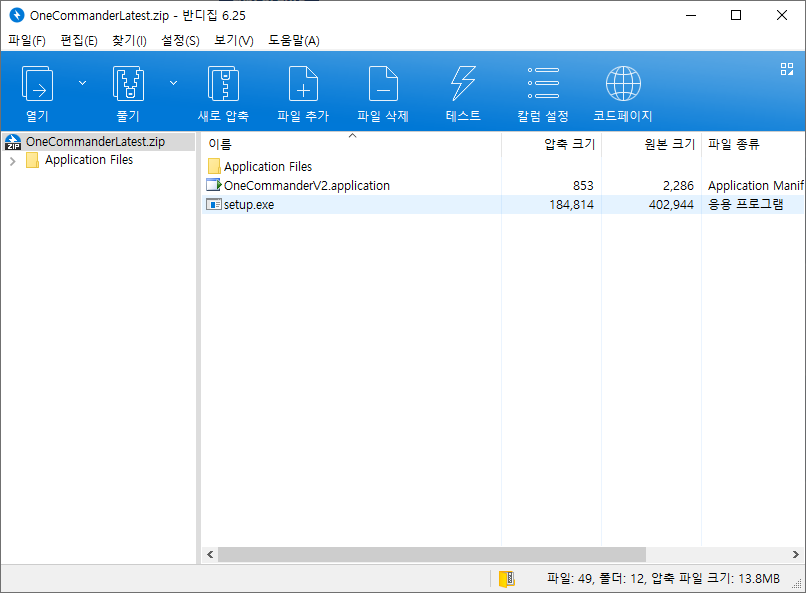 OneCommanderLatest.zip - 반디집 6.25
파일(F) 편집(E) 찾기(I) 설정(S) 보기(V) 도움말(A)
열기 풀기 새로 압축 파일 추가 파일 삭제 테스트 칼럼 설정 코드페이지
ZIP OneCommanderLatest.zip
Application Files
이름 압축 크기 원본 크기 파일 종류
Application Files
OneCommanderV2.application 853 2,286 Application Manif
setup.exe 184,814 402,944 응용 프로그램
파일: 49, 폴더: 12, 압축 파일 크기: 13.8MB